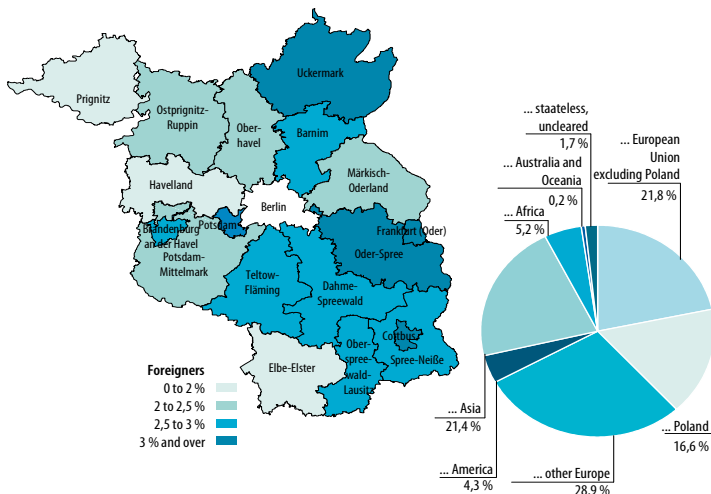 Uckermark
Prignitz
Ostprignitz-
Ruppin
Ober-
havel
Barnim
Märkisch-
Oderland
Havelland
Berlin
Brandenburg
an der Havel
Potsdam
Potsdam-
Mittelmark
Frankfurt (Oder)
Oder-Spree
Teltow-
Fläming
Dahme-
Spreewald
Cottbus
Spree-Neiße
Ober-
spree-
wald-
Lausitz
Elbe-Elster
Foreigners
0 to 2 %
2 to 2,5 %
2,5 to 3 %
3 % and over
... stateless,
uncleared
1,7 %
... European
Union
excluding Poland
21,8 %
... Australia and
Oceania
0,2 %
... Africa
5,2 %
... Asia
21,4 %
... America
4,3 %
... other Europe
28,9 %
... Poland
16,6 %